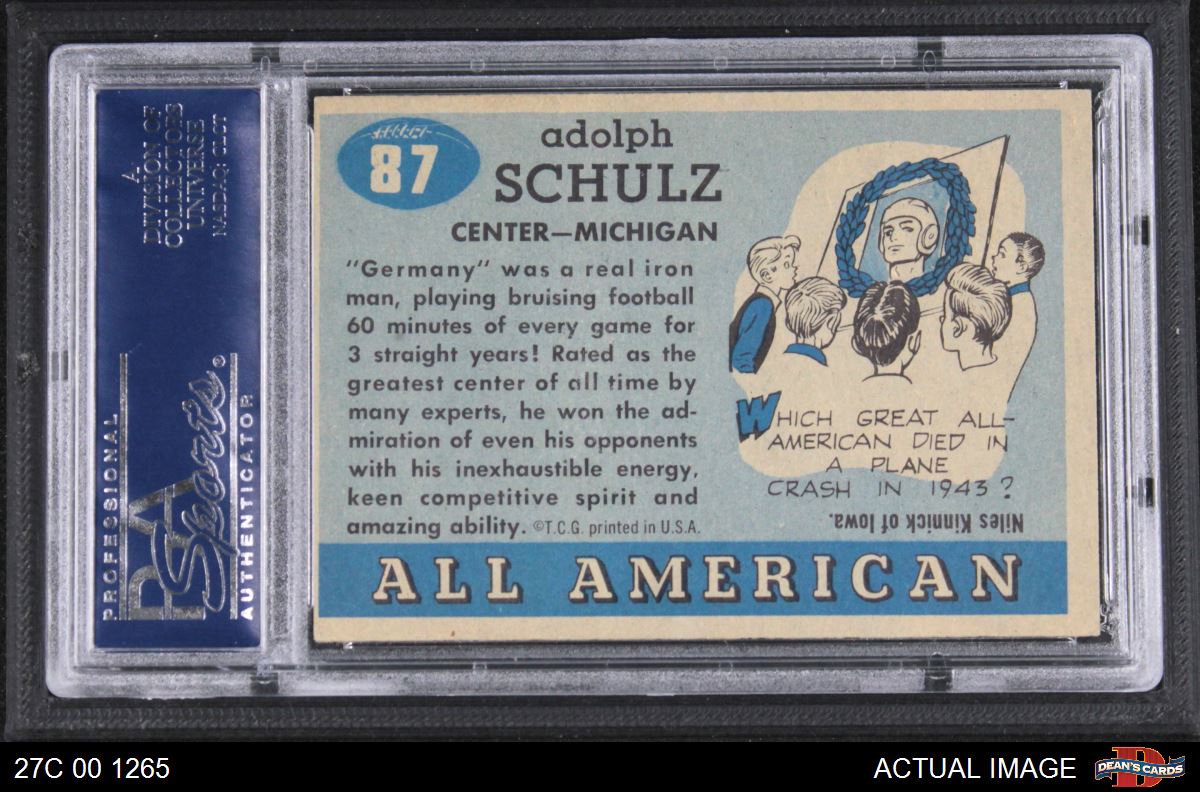 A
DIVISION OF
COLLECTORS
UNIVERSE
NASDAQ: CLCT
PROFESSIONAL
PSA
Sports®
AUTHENTICATOR
87
adolph
SCHULZ
CENTER—MICHIGAN
"Germany" was a real iron
man, playing bruising football
60 minutes of every game for
3 straight years! Rated as the
greatest center of all time by
many experts, he won the ad-
miration of even his opponents
with his inexhaustible energy,
keen competitive spirit and
amazing ability. ©T.C.G. printed in U.S.A.
WHICH GREAT ALL-
AMERICAN DIED IN
A PLANE
CRASH IN 1943?
Niles Kinnick of Iowa.
ALL AMERICAN
27C 00 1265
ACTUAL IMAGE
DEAN'S CARDS